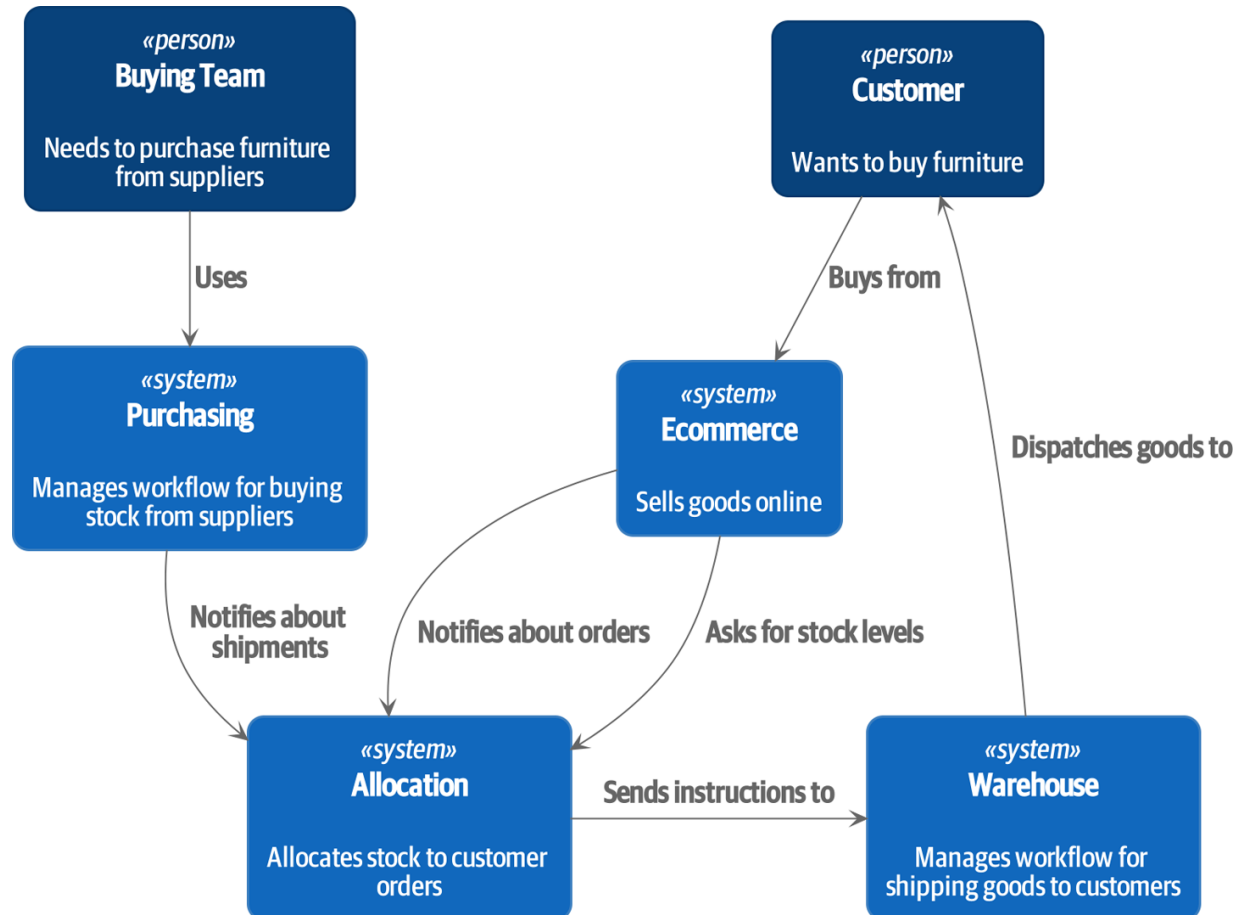 «person»
Buying Team
Needs to purchase furniture
from suppliers
«person»
Customer
Wants to buy furniture
Uses
Buys from
«system»
Purchasing
Manages workflow for buying
stock from suppliers
«system»
Ecommerce
Sells goods online
Dispatches goods to
Notifies about
shipments
Notifies about orders
Asks for stock levels
«system»
Allocation
Allocates stock to customer
orders
Sends instructions to
«system»
Warehouse
Manages workflow for
shipping goods to customers